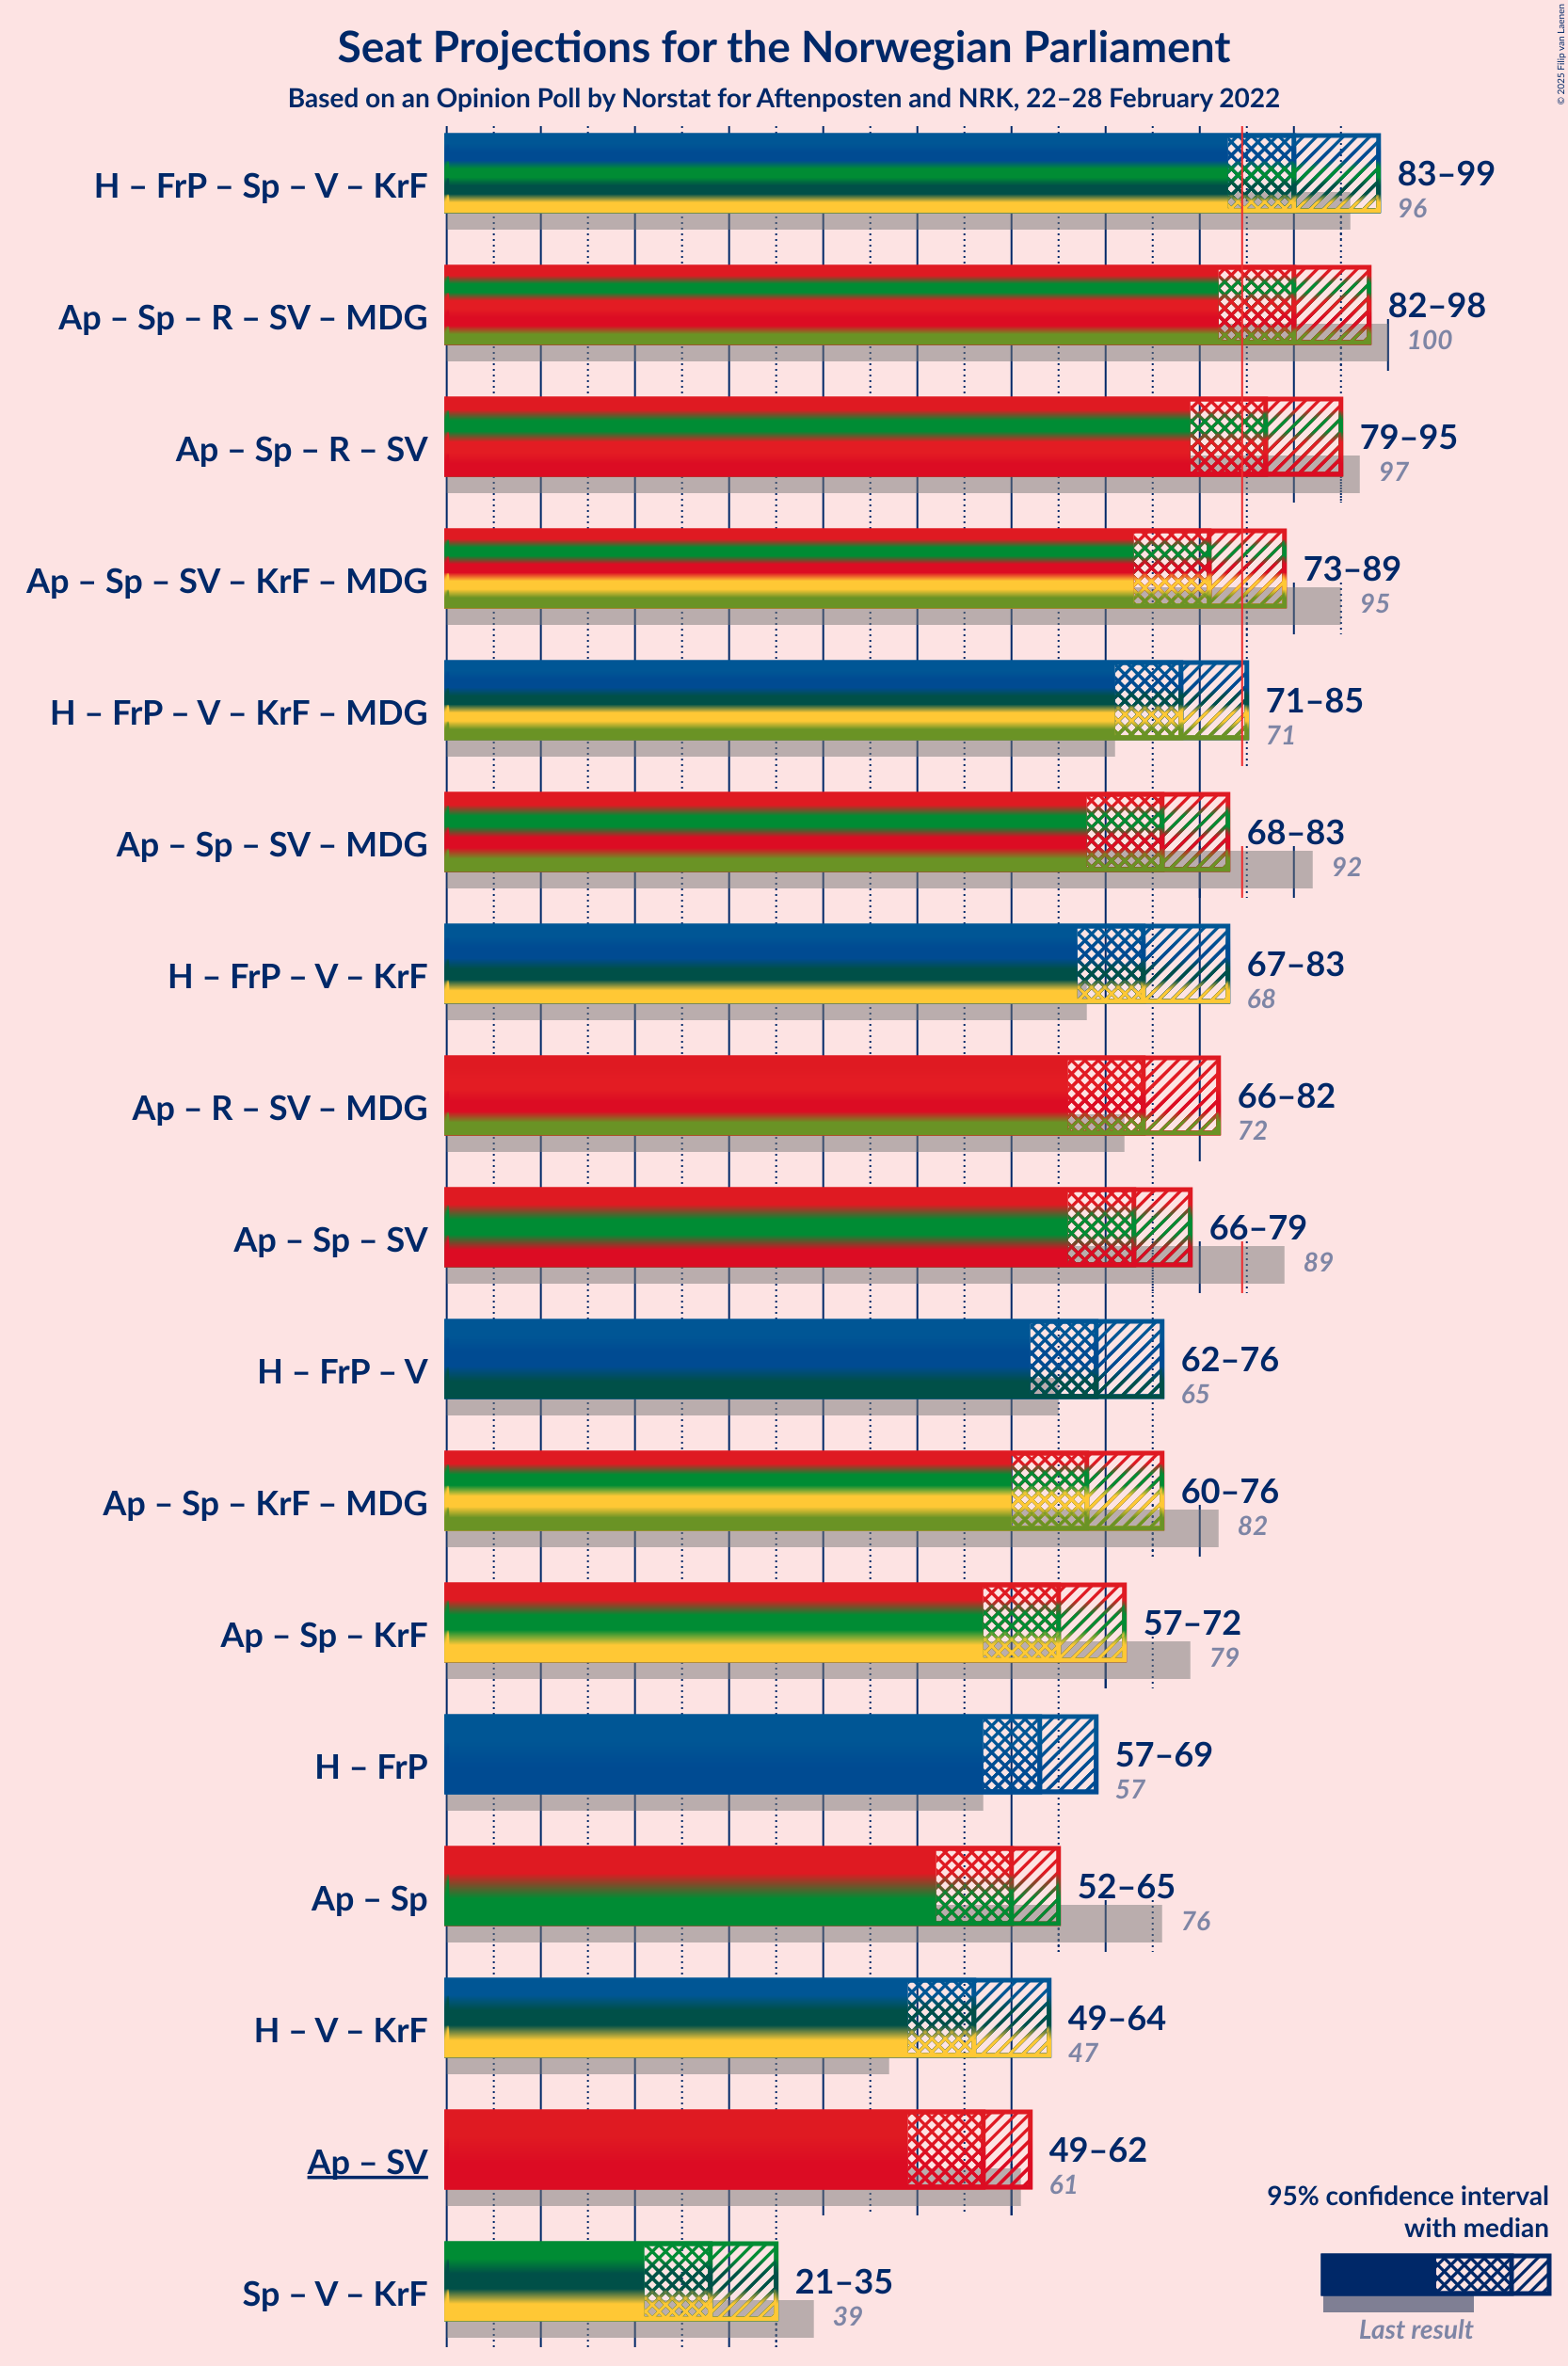 Seat Projections for the Norwegian Parliament
Based on an Opinion Poll by Norstat for Aftenposten and NRK, 22–28 February 2022
© 2025 Filip van Laenen
H – FrP – Sp – V – KrF
83–99
96
Ap – Sp – R – SV – MDG
82–98
100
Ap – Sp – R – SV
79–95
97
Ap – Sp – SV – KrF – MDG
73–89
95
H – FrP – V – KrF – MDG
71–85
71
Ap – Sp – SV – MDG
68–83
92
H – FrP – V – KrF
67–83
68
Ap – R – SV – MDG
66–82
72
Ap – Sp – SV
66–79
89
H – FrP – V
62–76
65
Ap – Sp – KrF – MDG
60–76
82
Ap – Sp – KrF
57–72
79
H – FrP
57–69
57
Ap – Sp
52–65
76
H – V – KrF
49–64
47
Ap – SV
49–62
61
Sp – V – KrF
21–35
39
95% confidence interval
with median
Last result